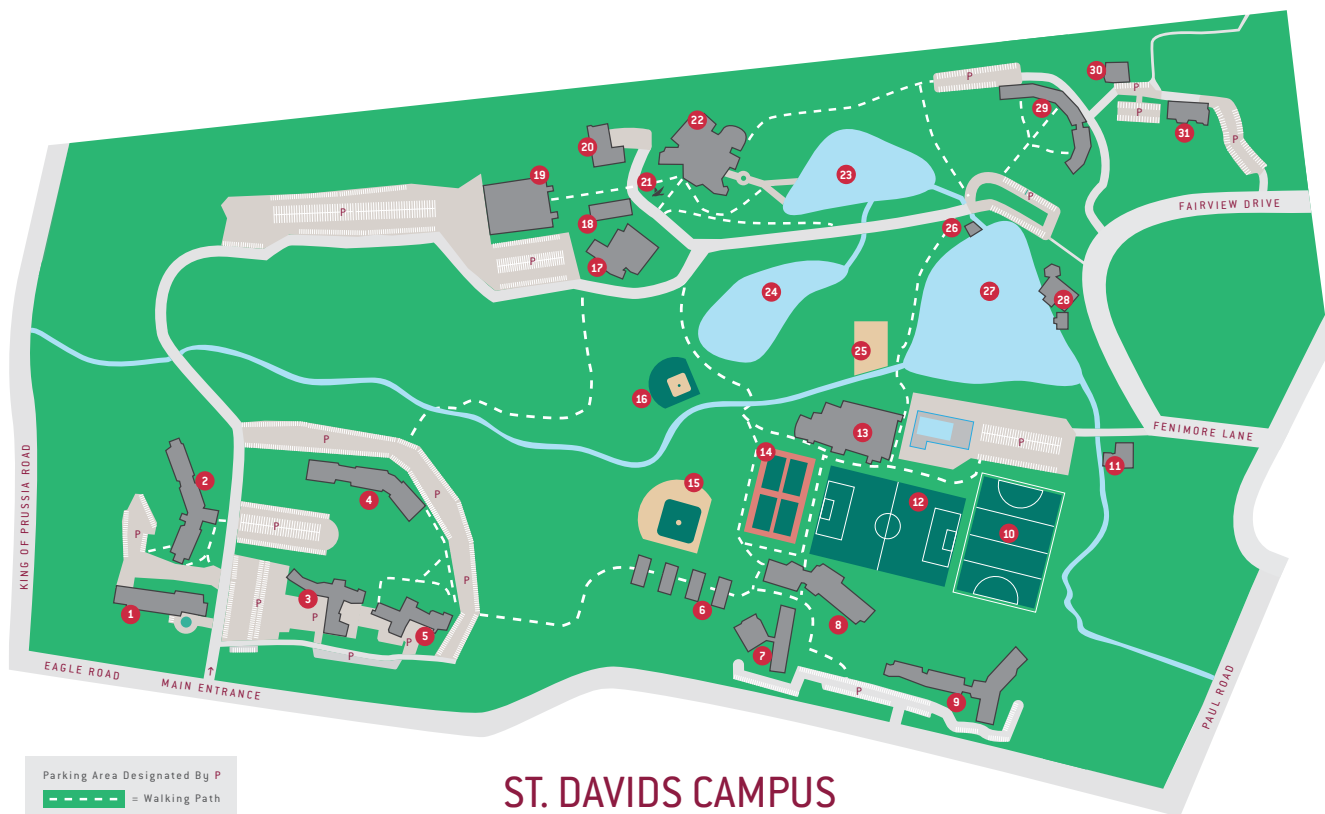 30
P
29
P
P
31
P
22
20
19
21
23
P
FAIRVIEW DRIVE
P
18
26
P
17
24
27
28
25
16
KING OF PRUSSIA ROAD
P
13
P
FENIMORE LANE
14
11
2
4
P
15
12
P
P
10
P
P
P
3
6
1
P
5
P
8
P
7
P
9
PAUL ROAD
EAGLE ROAD
↑
MAIN ENTRANCE
Parking Area Designated By P
= Walking Path
ST. DAVIDS CAMPUS